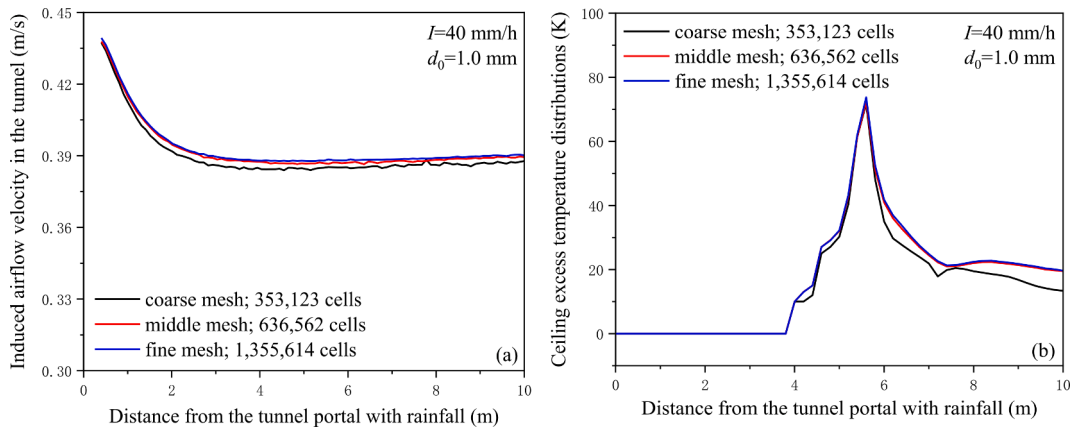 Induced airflow velocity in the tunnel (m/s)
0.45
0.42
0.39
0.36
0.33
0.30
I=40 mm/h
d₀=1.0 mm
coarse mesh; 353,123 cells
middle mesh; 636,562 cells
fine mesh; 1,355,614 cells
(a)
0 2 4 6 8 10
Distance from the tunnel portal with rainfall (m)
Ceiling excess temperature distributions (K)
100
80
60
40
20
0
coarse mesh; 353,123 cells
middle mesh; 636,562 cells
fine mesh; 1,355,614 cells
I=40 mm/h
d₀=1.0 mm
(b)
0 2 4 6 8 10
Distance from the tunnel portal with rainfall (m)